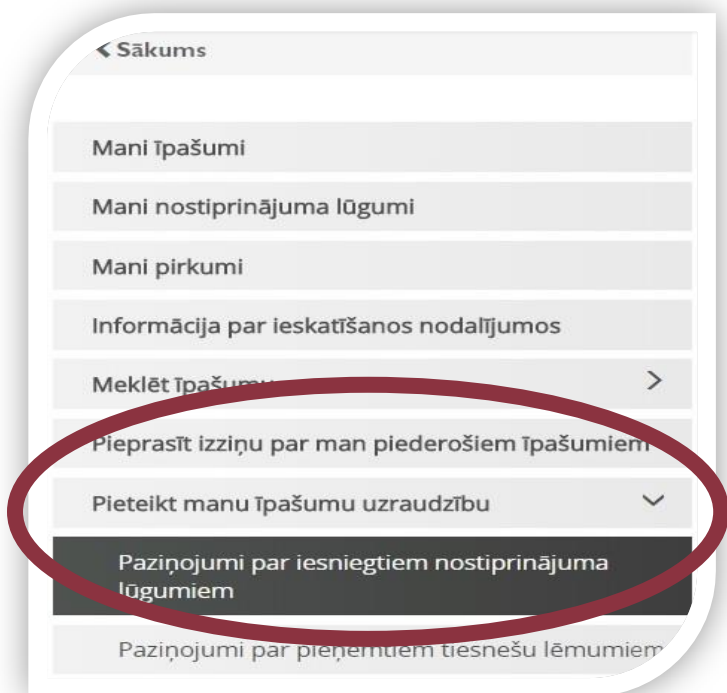 Sākums
Mani īpašumi
Mani nostiprinājuma lūgumi
Mani pirkumi
Informācija par ieskatīšanos nodalījumos
Meklēt īpašumu
Pieprasīt izziņu par man piederošiem īpašumiem
Pieteikt manu īpašumu uzraudzību
Paziņojumi par iesniegtiem nostiprinājuma
lūgumiem
Paziņojumi par pieņemtiem tiesnešu lēmumiem